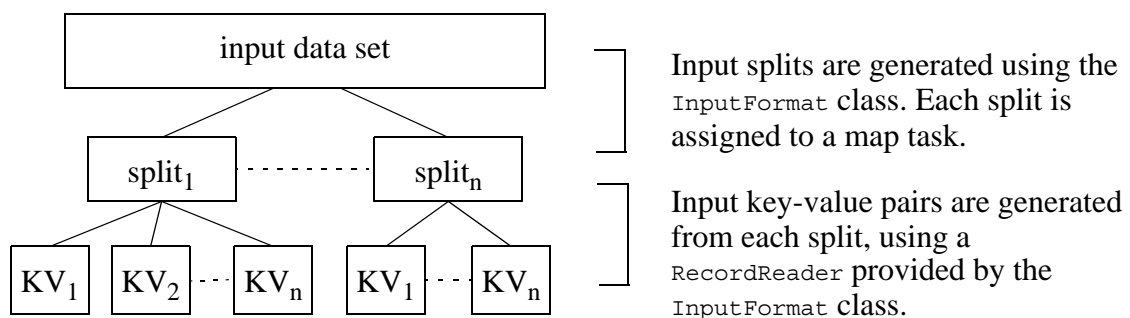 input data set
split1
splitn
KV1 KV2 KVn KV1 KVn
Input splits are generated using the
InputFormat class. Each split is
assigned to a map task.
Input key-value pairs are generated
from each split, using a
RecordReader provided by the
InputFormat class.